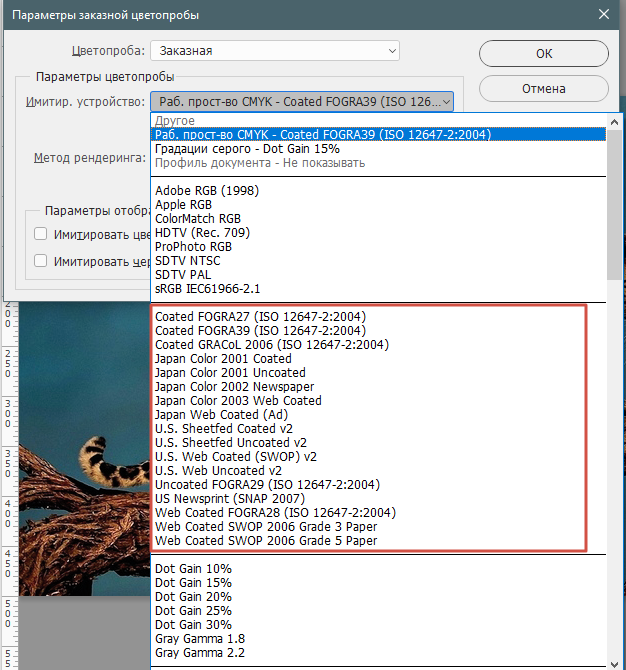 Параметры заказной цветопробы
Цветопроба: Заказная
OK
Параметры цветопробы
Отмена
Имитир. устройство: Раб. прост-во CMYK - Coated FOGRA39 (ISO 126...
Другое
Раб. прост-во CMYK - Coated FOGRA39 (ISO 12647-2:2004)
Градации серого - Dot Gain 15%
Метод рендеринга:
Профиль документа - Не показывать
Adobe RGB (1998)
Apple RGB
Параметры отобра
ColorMatch RGB
Имитировать цве
HDTV (Rec. 709)
ProPhoto RGB
Имитировать чер
SDTV NTSC
SDTV PAL
sRGB IEC61966-2.1
Coated FOGRA27 (ISO 12647-2:2004)
Coated FOGRA39 (ISO 12647-2:2004)
Coated GRACoL 2006 (ISO 12647-2:2004)
Japan Color 2001 Coated
Japan Color 2001 Uncoated
Japan Color 2002 Newspaper
Japan Color 2003 Web Coated
Japan Web Coated (Ad)
U.S. Sheetfed Coated v2
U.S. Sheetfed Uncoated v2
U.S. Web Coated (SWOP) v2
U.S. Web Uncoated v2
Uncoated FOGRA29 (ISO 12647-2:2004)
US Newsprint (SNAP 2007)
Web Coated FOGRA28 (ISO 12647-2:2004)
Web Coated SWOP 2006 Grade 3 Paper
Web Coated SWOP 2006 Grade 5 Paper
Dot Gain 10%
Dot Gain 15%
Dot Gain 20%
Dot Gain 25%
Dot Gain 30%
Gray Gamma 1.8
Gray Gamma 2.2
200
250
300
350
400
450
500
55